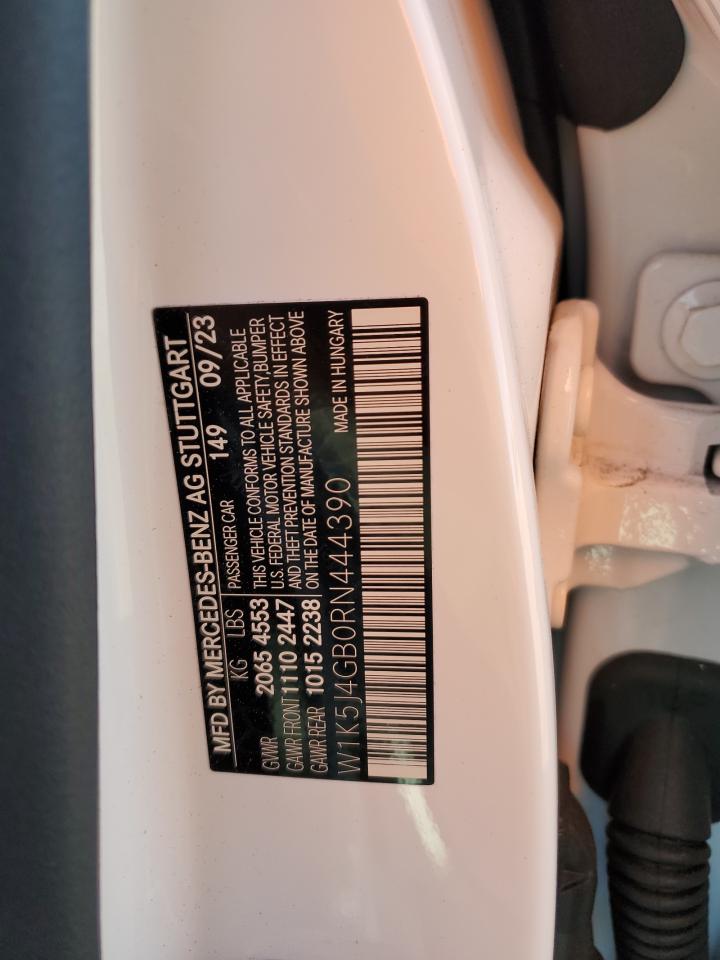 MFD BY MERCEDES-BENZ AG STUTTGART
KG LBS PASSENGER CAR 149 09/23
GVWR 2065 4553 THIS VEHICLE CONFORMS TO ALL APPLICABLE
GAWR FRONT 1110 2447 U.S. FEDERAL MOTOR VEHICLE SAFETY,BUMPER
GAWR REAR 1015 2238 AND THEFT PREVENTION STANDARDS IN EFFECT
ON THE DATE OF MANUFACTURE SHOWN ABOVE
W1K5J4GB0RN444390 MADE IN HUNGARY